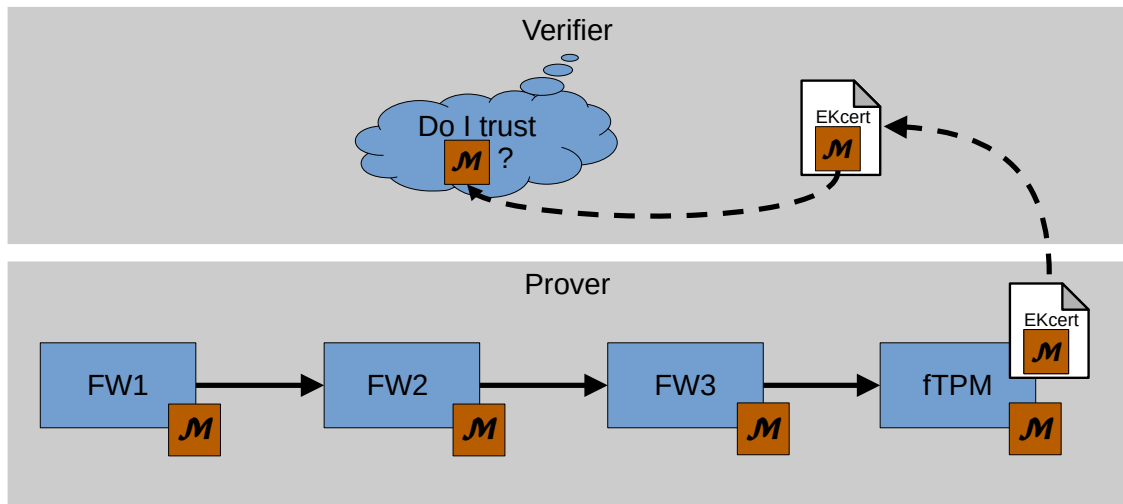 Verifier
Do I trust
M ?
EKcert
M
Prover
EKcert
M
FW1
FW2
FW3
fTPM
M
M
M
M